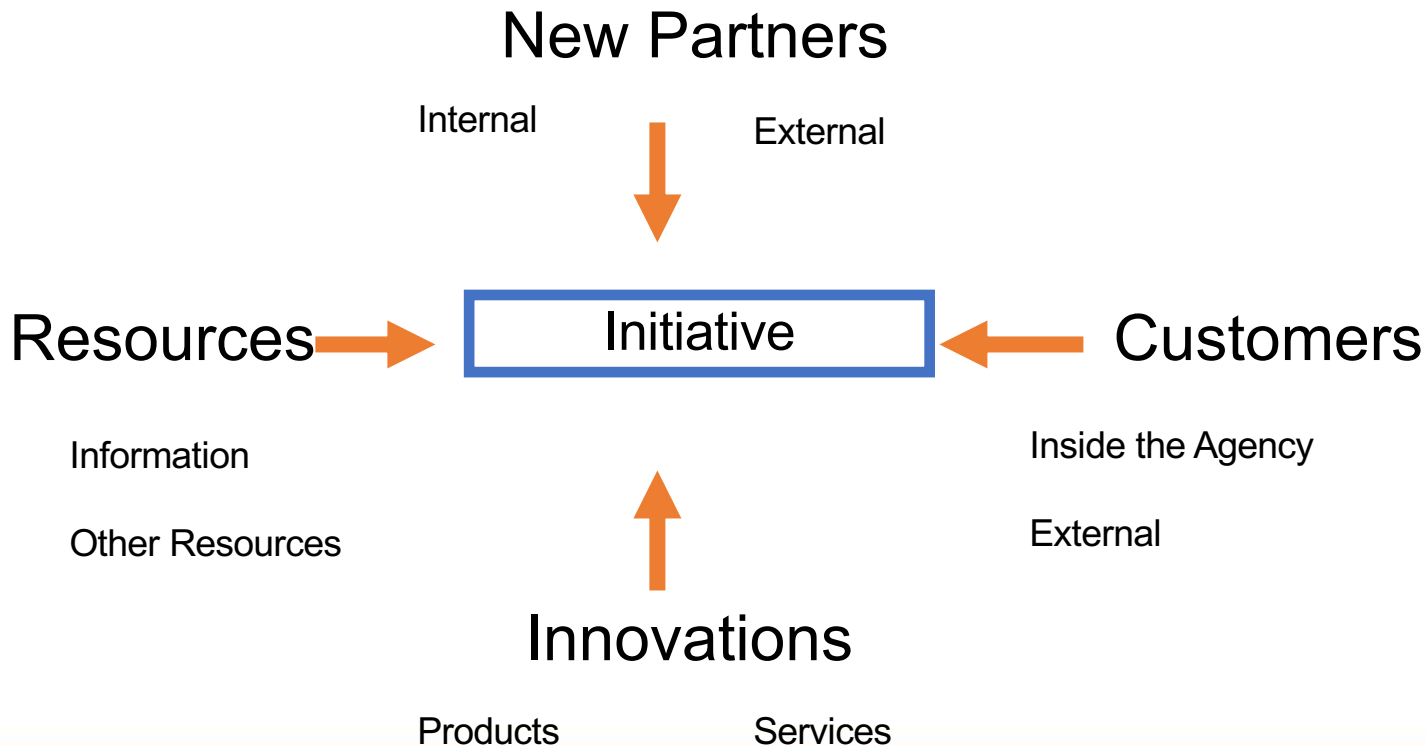 New Partners
Internal
External
Resources
Initiative
Customers
Information
Inside the Agency
Other Resources
External
Innovations
Products
Services